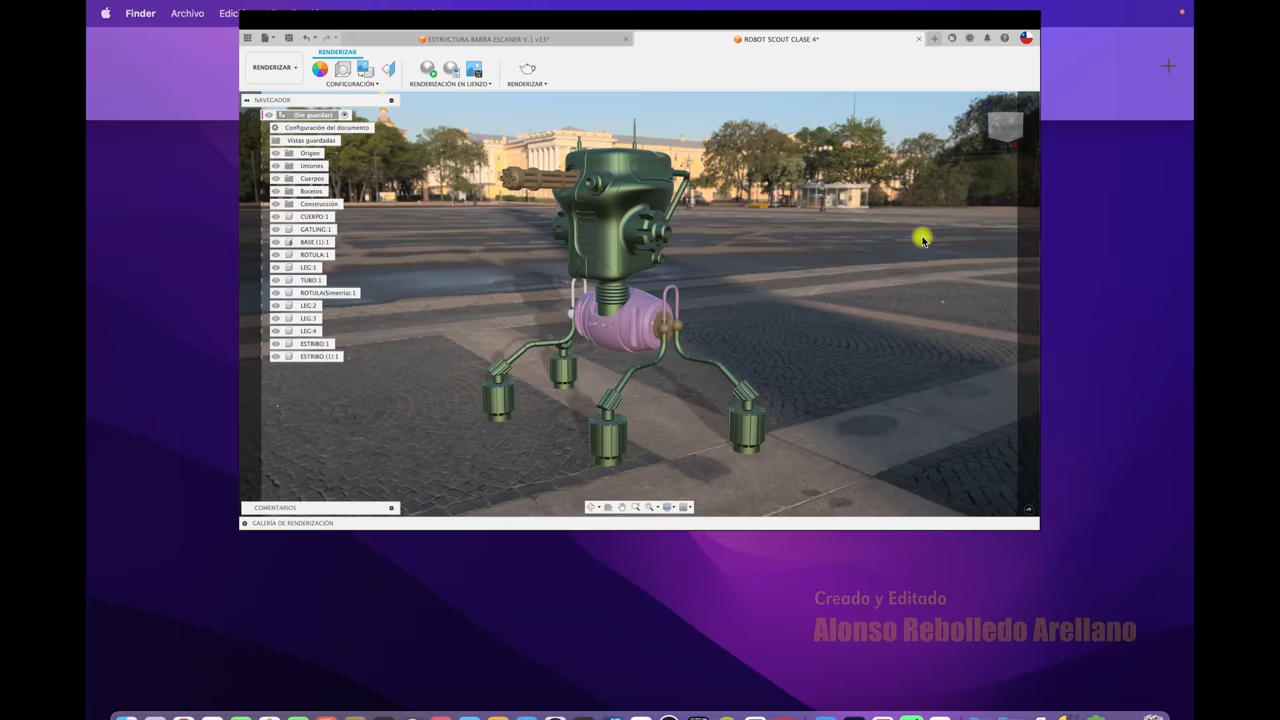 Finder
Archivo
ESTRUCTURA BARRA ESCANER V.1 v13*
ROBOT SCOUT CLASE 4*
RENDERIZAR
RENDERIZAR
CONFIGURACIÓN
RENDERIZACIÓN EN LIENZO
RENDERIZAR
NAVEGADOR
(Sin guardar)
Configuración del documento
Vistas guardadas
Origen
Uniones
Cuerpos
Bocetos
Construcción
CUERPO:1
GATLING:1
BASE (1):1
ROTULA:1
LEG:1
TUBO:1
ROTULA(Simetría):1
LEG:2
LEG:3
LEG:4
ESTRIBO:1
ESTRIBO (1):1
COMENTARIOS
GALERÍA DE RENDERIZACIÓN
Creado y Editado
Alonso Rebolledo Arellano